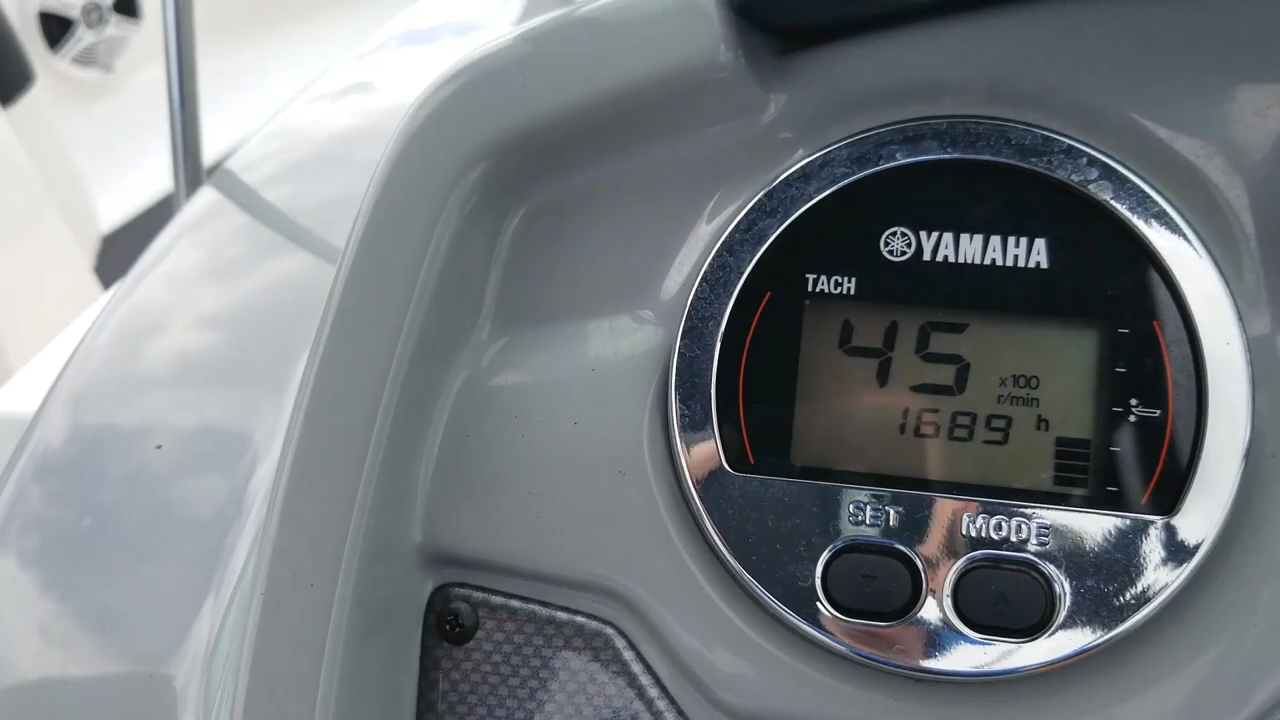 YAMAHA
TACH
45
x100
r/min
1689 h
SET
MODE